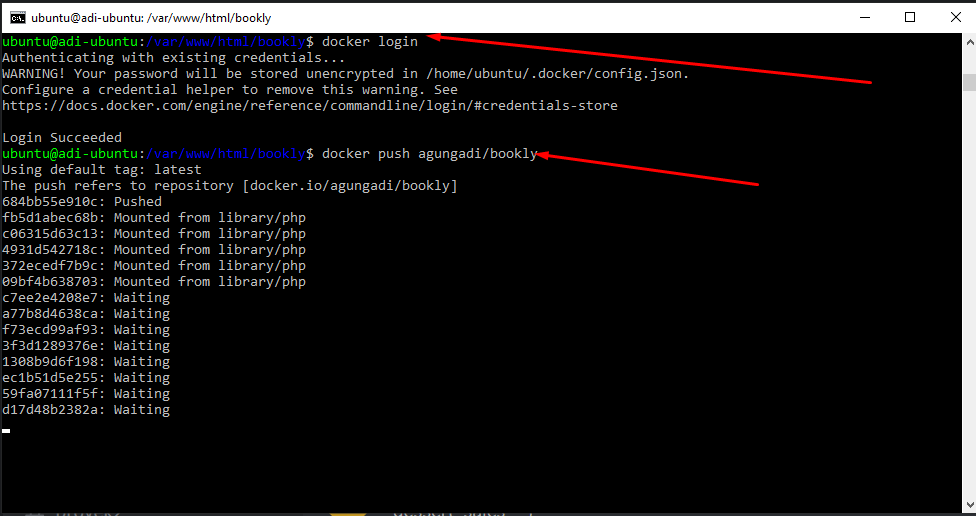 ubuntu@adi-ubuntu: /var/www/html/bookly
ubuntu@adi-ubuntu:/var/www/html/bookly$ docker login
Authenticating with existing credentials...
WARNING! Your password will be stored unencrypted in /home/ubuntu/.docker/config.json.
Configure a credential helper to remove this warning. See
https://docs.docker.com/engine/reference/commandline/login/#credentials-store
Login Succeeded
ubuntu@adi-ubuntu:/var/www/html/bookly$ docker push agungadi/bookly
Using default tag: latest
The push refers to repository [docker.io/agungadi/bookly]
684bb55e910c: Pushed
fb5d1abec68b: Mounted from library/php
c06315d63c13: Mounted from library/php
4931d542718c: Mounted from library/php
372ecedf7b9c: Mounted from library/php
09bf4b638703: Mounted from library/php
c7ee2e4208e7: Waiting
a77b8d4638ca: Waiting
f73ecd99af93: Waiting
3f3d1289376e: Waiting
1308b9d6f198: Waiting
ec1b51d5e255: Waiting
59fa07111f5f: Waiting
d17d48b2382a: Waiting